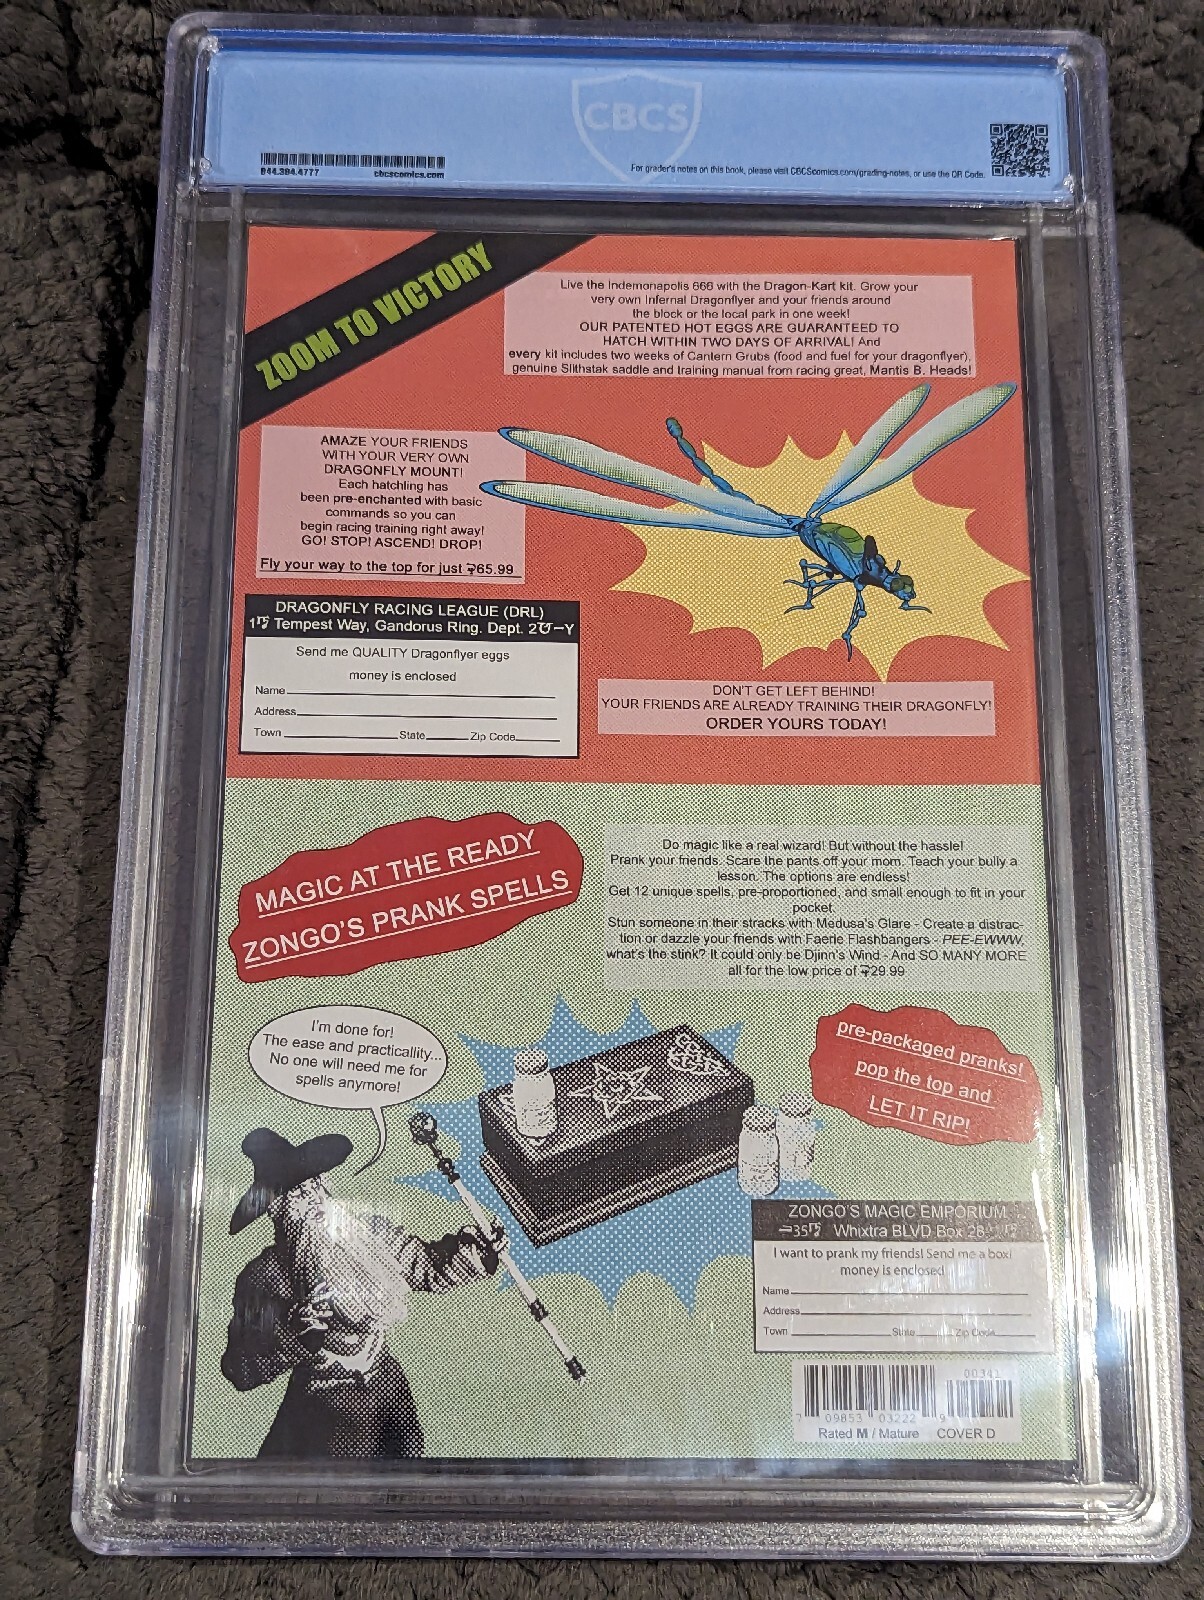 CBCS
844.384.4777 cbcscomics.com
For grader's notes on this book, please visit CBCScomics.com/grading-notes, or use the QR Code.
ZOOM TO VICTORY
Live the Indemonapolis 666 with the Dragon-Kart kit. Grow your
very own Infernal Dragonflyer and your friends around
the block or the local park in one week!
OUR PATENTED HOT EGGS ARE GUARANTEED TO
HATCH WITHIN TWO DAYS OF ARRIVAL! And
every kit includes two weeks of Cantern Grubs (food and fuel for your dragonflyer),
genuine Slithstak saddle and training manual from racing great, Mantis B. Heads!
AMAZE YOUR FRIENDS
WITH YOUR VERY OWN
DRAGONFLY MOUNT!
Each hatchling has
been pre-enchanted with basic
commands so you can
begin racing training right away!
GO! STOP! ASCEND! DROP!
Fly your way to the top for just 65.99
DRAGONFLY RACING LEAGUE (DRL)
Tempest Way, Gandorus Ring. Dept.
Send me QUALITY Dragonflyer eggs
money is enclosed
Name
Address
Town State Zip Code
DON'T GET LEFT BEHIND!
YOUR FRIENDS ARE ALREADY TRAINING THEIR DRAGONFLY!
ORDER YOURS TODAY!
MAGIC AT THE READY
ZONGO'S PRANK SPELLS
Do magic like a real wizard! But without the hassle!
Prank your friends. Scare the pants off your mom. Teach your bully a
lesson. The options are endless!
Get 12 unique spells, pre-proportioned, and small enough to fit in your
pocket.
Stun someone in their stracks with Medusa's Glare - Create a distrac-
tion or dazzle your friends with Faerie Flashbangers - PEE-EWWW,
what's the stink? It could only be Djinn's Wind - And SO MANY MORE
all for the low price of 29.99
I'm done for!
The ease and practicallity...
No one will need me for
spells anymore!
pre-packaged pranks!
pop the top and
LET IT RIP!
ZONGO'S MAGIC EMPORIUM
Whixtra BLVD Box
I want to prank my friends! Send me a box!
money is enclosed
Name
Address
Town State Zip Code
00341
7 09853 03222 9
Rated M / Mature COVER D